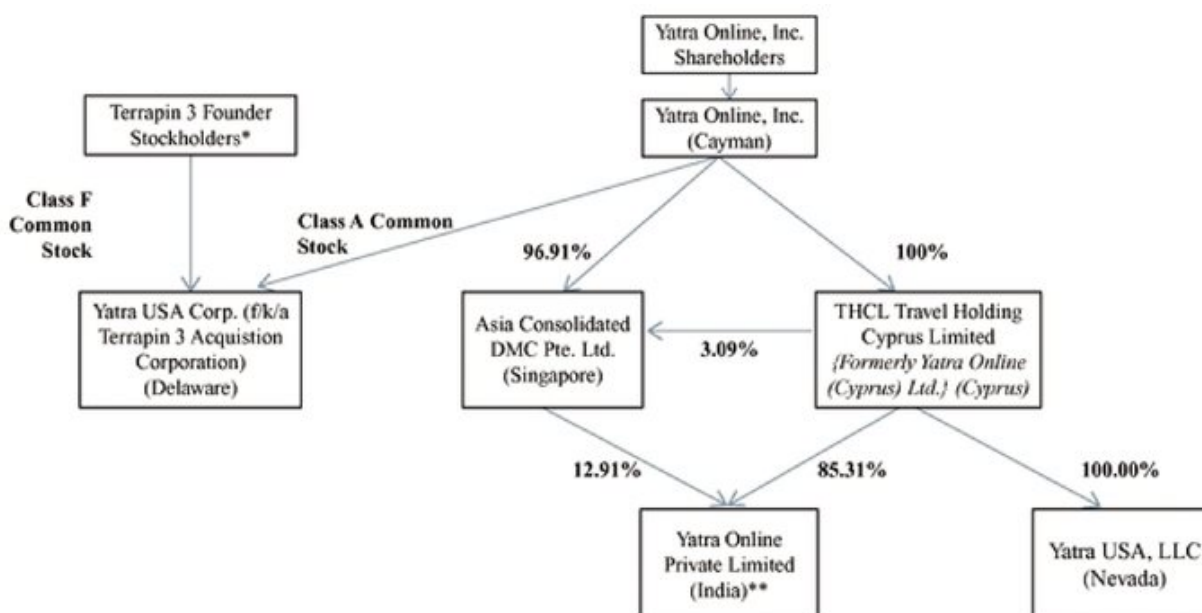 Yatra Online, Inc.
Shareholders
Terrapin 3 Founder
Stockholders*
Yatra Online, Inc.
(Cayman)
Class F
Common
Stock
Class A Common
Stock
96.91%
100%
Yatra USA Corp. (f/k/a
Terrapin 3 Acquistion
Corporation)
(Delaware)
Asia Consolidated
DMC Pte. Ltd.
(Singapore)
3.09%
THCL Travel Holding
Cyprus Limited
{Formerly Yatra Online
(Cyprus) Ltd.} (Cyprus)
12.91%
85.31%
100.00%
Yatra Online
Private Limited
(India)**
Yatra USA, LLC
(Nevada)